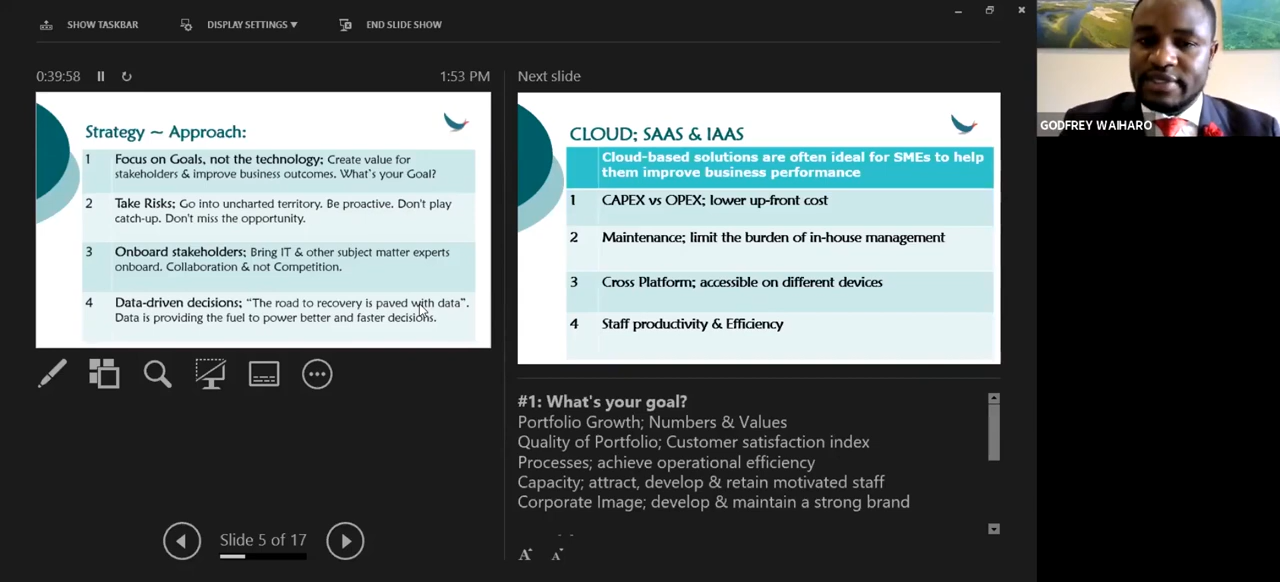 SHOW TASKBAR
DISPLAY SETTINGS ▼
END SLIDE SHOW
0:39:58
1:53 PM
Strategy ~ Approach:
1 Focus on Goals, not the technology; Create value for
stakeholders & improve business outcomes. What's your Goal?
2 Take Risks; Go into uncharted territory. Be proactive. Don't play
catch-up. Don't miss the opportunity.
3 Onboard stakeholders; Bring IT & other subject matter experts
onboard. Collaboration & not Competition.
4 Data-driven decisions; "The road to recovery is paved with data".
Data is providing the fuel to power better and faster decisions.
Slide 5 of 17
Next slide
CLOUD; SAAS & IAAS
Cloud-based solutions are often ideal for SMEs to help
them improve business performance
1 CAPEX vs OPEX; lower up-front cost
2 Maintenance; limit the burden of in-house management
3 Cross Platform; accessible on different devices
4 Staff productivity & Efficiency
#1: What's your goal?
Portfolio Growth; Numbers & Values
Quality of Portfolio; Customer satisfaction index
Processes; achieve operational efficiency
Capacity; attract, develop & retain motivated staff
Corporate Image; develop & maintain a strong brand
A A
GODFREY WAIHARO